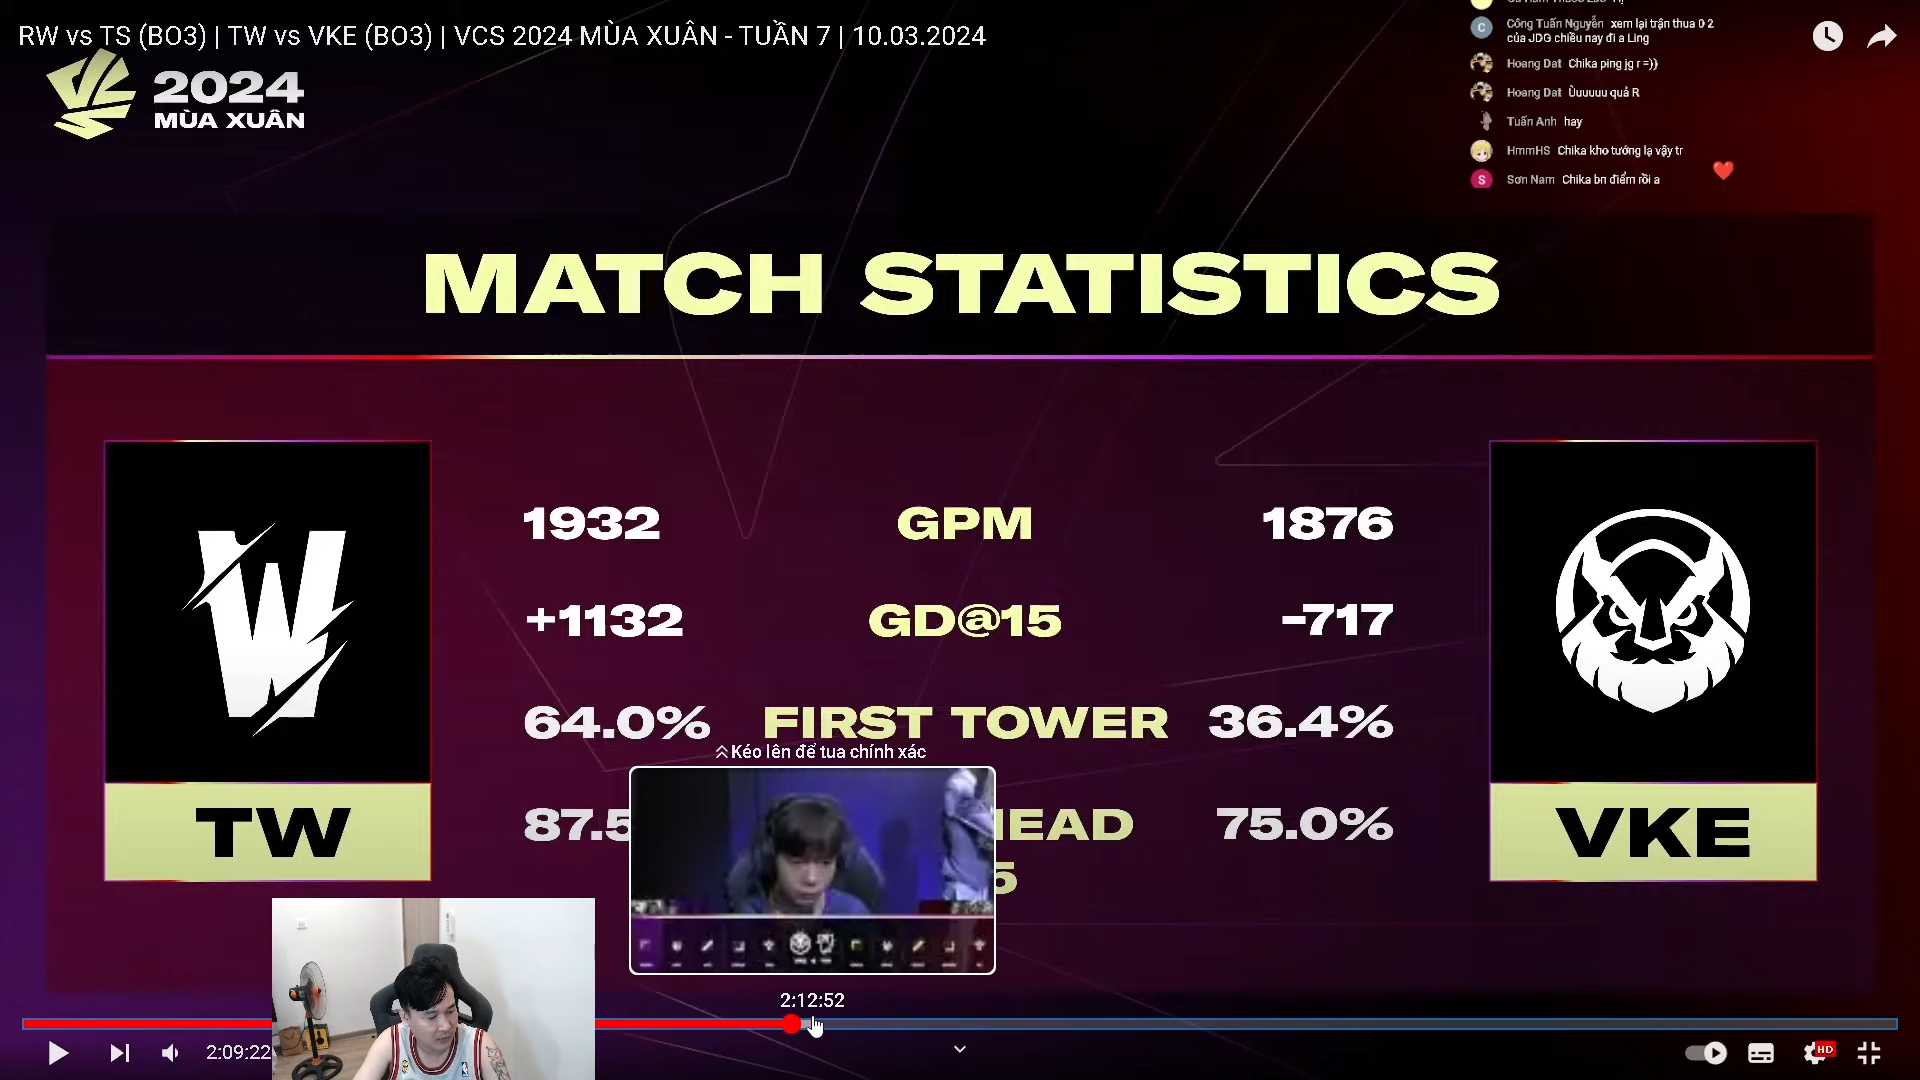 RW vs TS (BO3) | TW vs VKE (BO3) | VCS 2024 MÙA XUÂN - TUẦN 7 | 10.03.2024
2024
MÙA XUÂN
Công Tuấn Nguyễn xem lại trận thua 0 2
của JDG chiều nay đi a Ling
Hoang Dat Chika ping jg r =))
Hoang Dat Ùuuuuu quả R
Tuấn Anh hay
HmmHS Chika kho tướng lạ vậy tr
S
Sơn Nam Chika bn điểm rồi a
MATCH STATISTICS
1932 GPM 1876
+1132 GD@15 -717
64.0% FIRST TOWER 36.4%
Kéo lên để tua chính xác
87.5 HEAD 75.0%
5
TW
VKE
2:12:52
2:09:22
HD